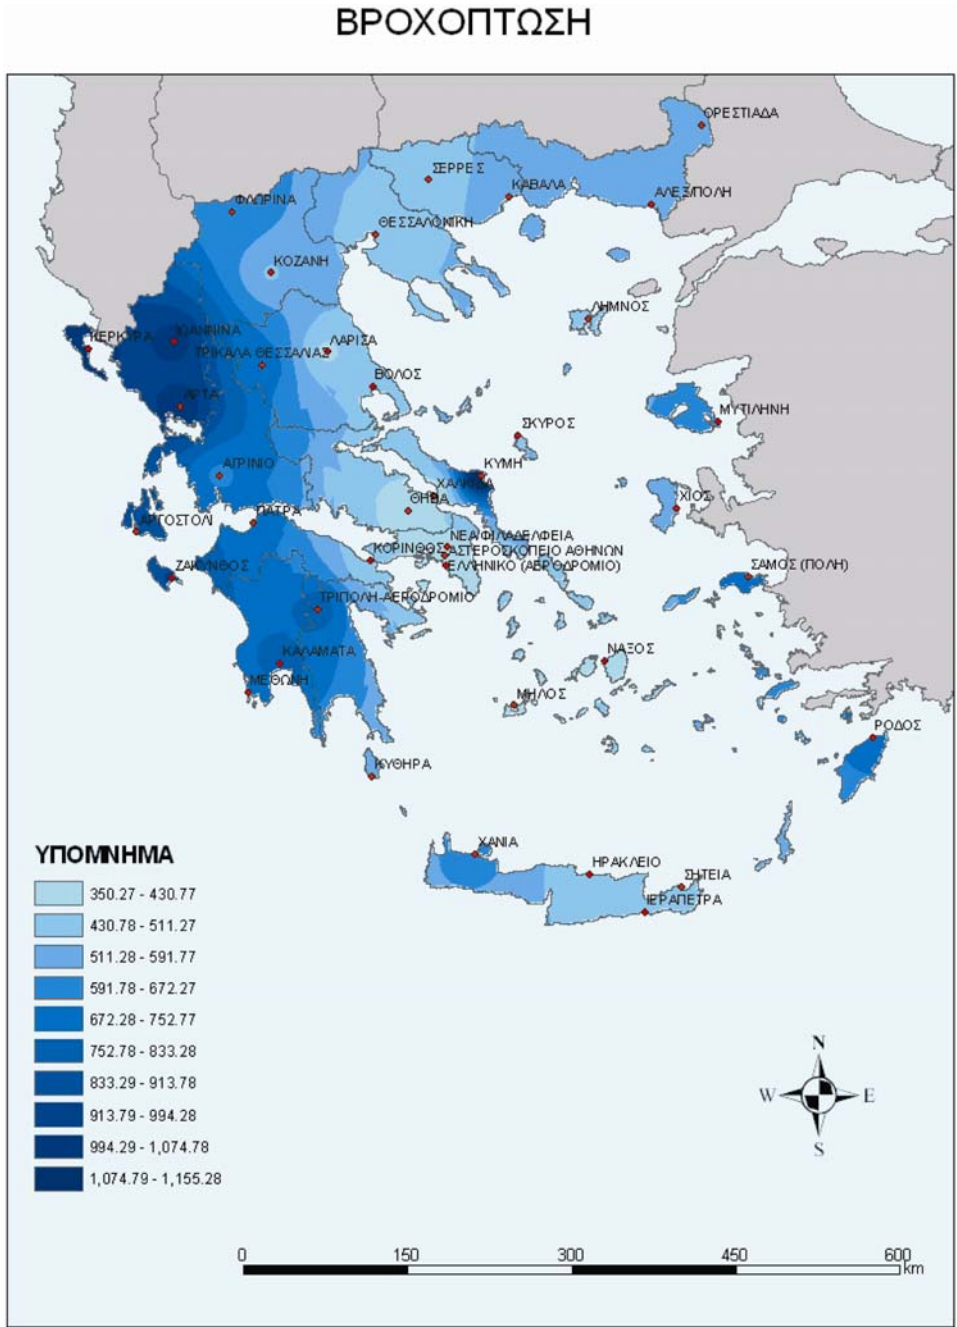 ΒΡΟΧΟΠΤΩΣΗ
ΟΡΕΣΤΙΑΔΑ
ΣΕΡΡΕΣ
ΚΑΒΑΛΑ
ΑΛΕΞ/ΠΟΛΗ
ΦΛΩΡΙΝΑ
ΘΕΣΣΑΛΟΝΙΚΗ
ΚΟΖΑΝΗ
ΛΗΜΝΟΣ
ΚΕΡΚΥΡΑ
ΙΩΑΝΝΙΝΑ
ΛΑΡΙΣΑ
ΤΡΙΚΑΛΑ ΘΕΣΣΑΛΙΑΣ
ΒΟΛΟΣ
ΑΡΤΑ
ΜΥΤΙΛΗΝΗ
ΣΚΥΡΟΣ
ΑΓΡΙΝΙΟ
ΚΥΜΗ
ΧΑΛΚΙΔΑ
ΘΗΒΑ
ΧΙΟΣ
ΑΡΓΟΣΤΟΛΙ
ΠΑΤΡΑ
ΝΕΑ ΦΙΛΑΔΕΛΦΕΙΑ
ΚΟΡΙΝΘΟΣ
ΑΣΤΕΡΟΣΚΟΠΕΙΟ ΑΘΗΝΩΝ
ΖΑΚΥΝΘΟΣ
ΕΛΛΗΝΙΚΟ (ΑΕΡΟΔΡΟΜΙΟ)
ΣΑΜΟΣ (ΠΟΛΗ)
ΤΡΙΠΟΛΗ-ΑΕΡΟΔΡΟΜΙΟ
ΚΑΛΑΜΑΤΑ
ΝΑΞΟΣ
ΜΕΘΩΝΗ
ΜΗΛΟΣ
ΡΟΔΟΣ
ΚΥΘΗΡΑ
ΧΑΝΙΑ
ΗΡΑΚΛΕΙΟ
ΣΗΤΕΙΑ
ΙΕΡΑΠΕΤΡΑ
ΥΠΟΜΝΗΜΑ
350.27 - 430.77
430.78 - 511.27
511.28 - 591.77
591.78 - 672.27
672.28 - 752.77
752.78 - 833.28
833.29 - 913.78
913.79 - 994.28
994.29 - 1,074.78
1,074.79 - 1,155.28
N
W E
S
0 150 300 450 600
km